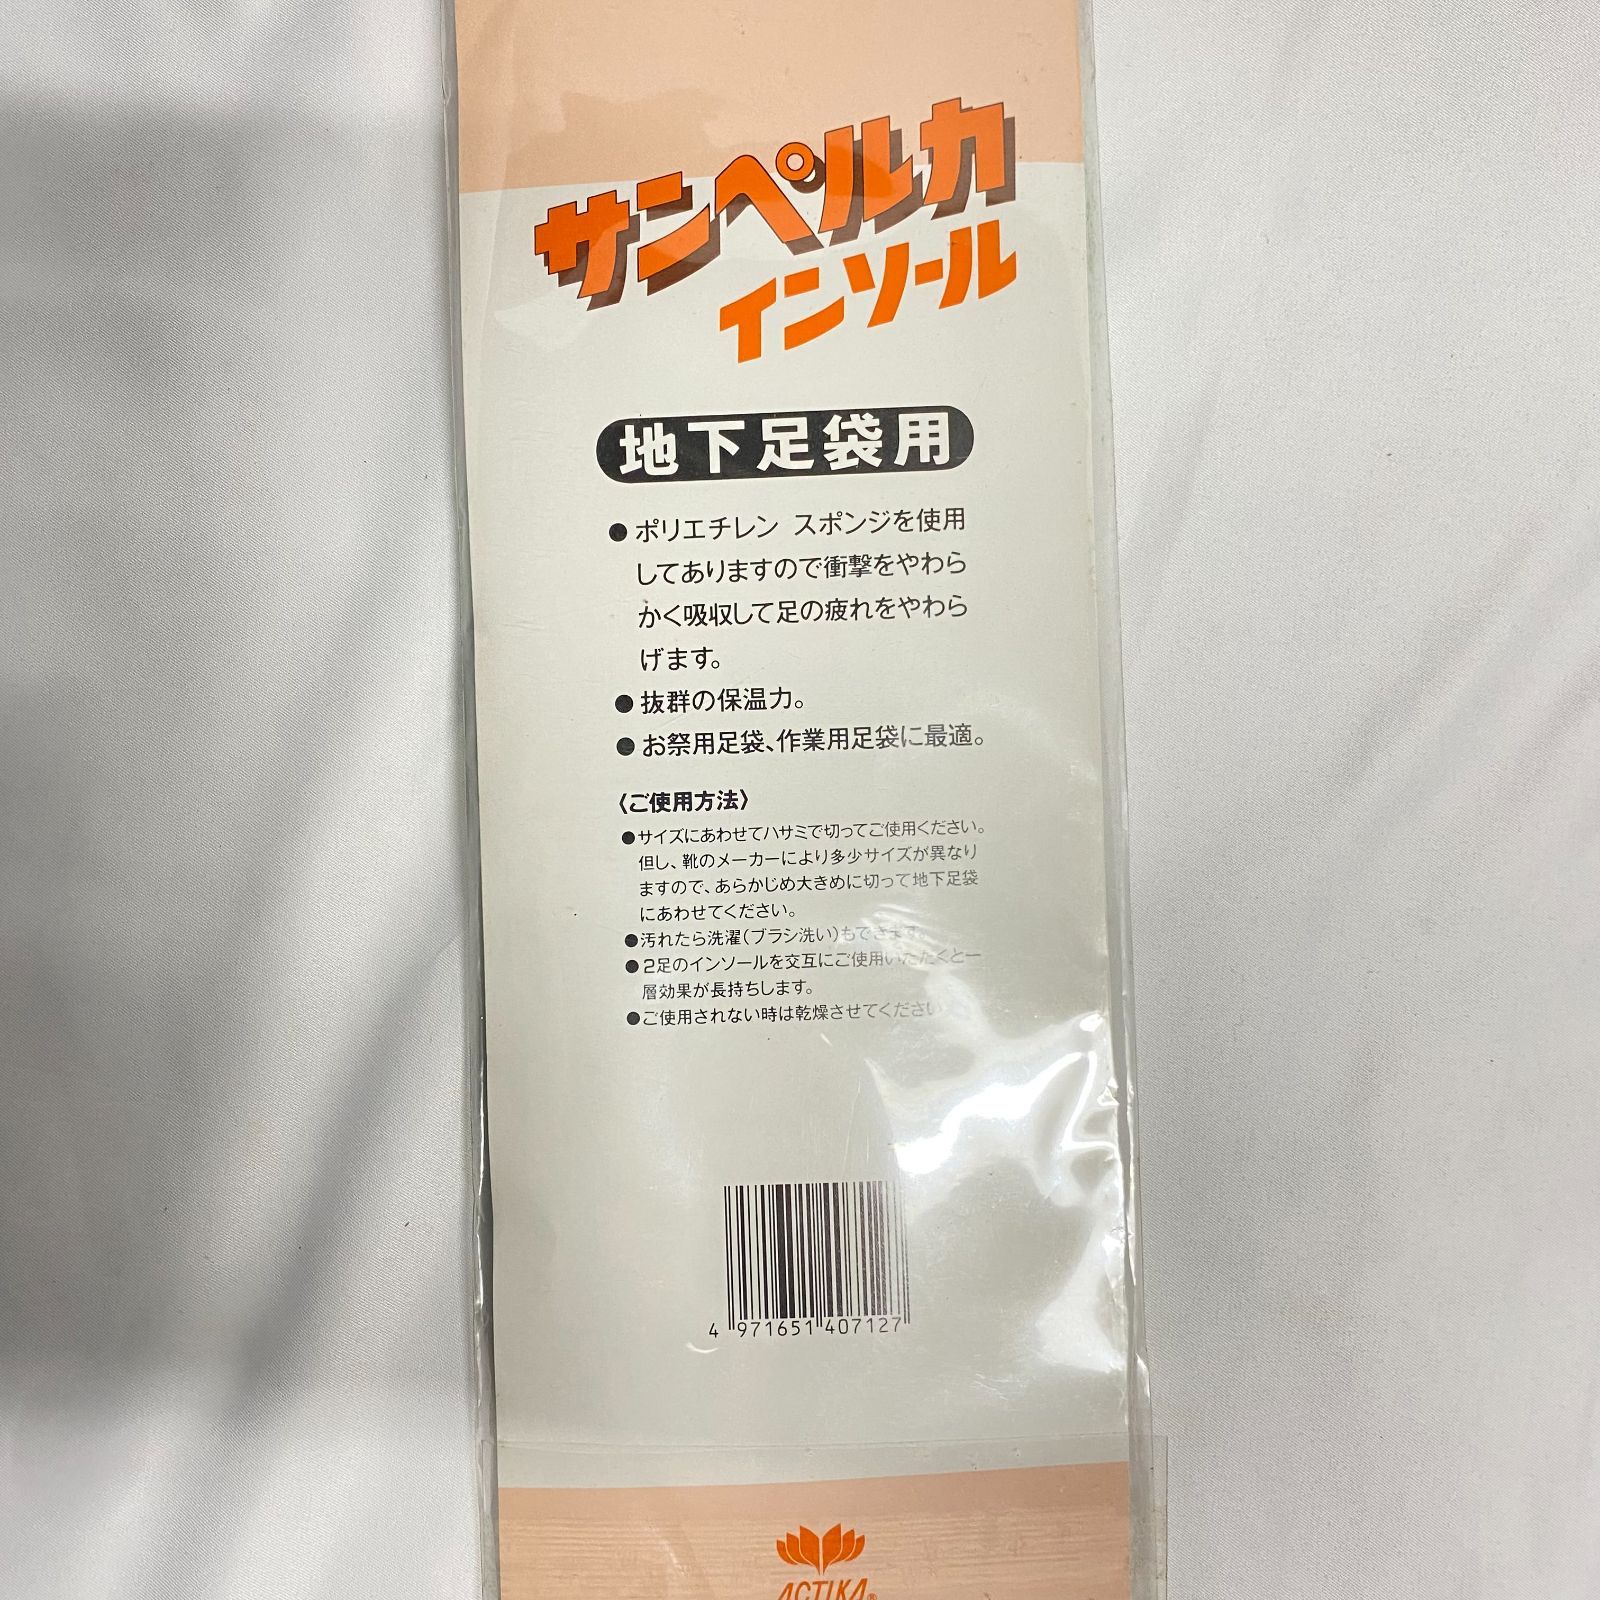 サンペルカ
インソール
地下足袋用
●ポリエチレン スポンジを使用
してありますので衝撃をやわら
かく吸収して足の疲れをやわら
げます。
●抜群の保温力。
●お祭用足袋、作業用足袋に最適。
〈ご使用方法〉
●サイズにあわせてハサミで切ってご使用ください。
但し、靴のメーカーにより多少サイズが異なり
ますので、あらかじめ大きめに切って地下足袋
にあわせてください。
●汚れたら洗濯(ブラシ洗い)もできます。
●2足のインソールを交互にご使用いただくと一
層効果が長持ちします。
●ご使用されない時は乾燥させてください
4 971651 407127
ACTIKA®